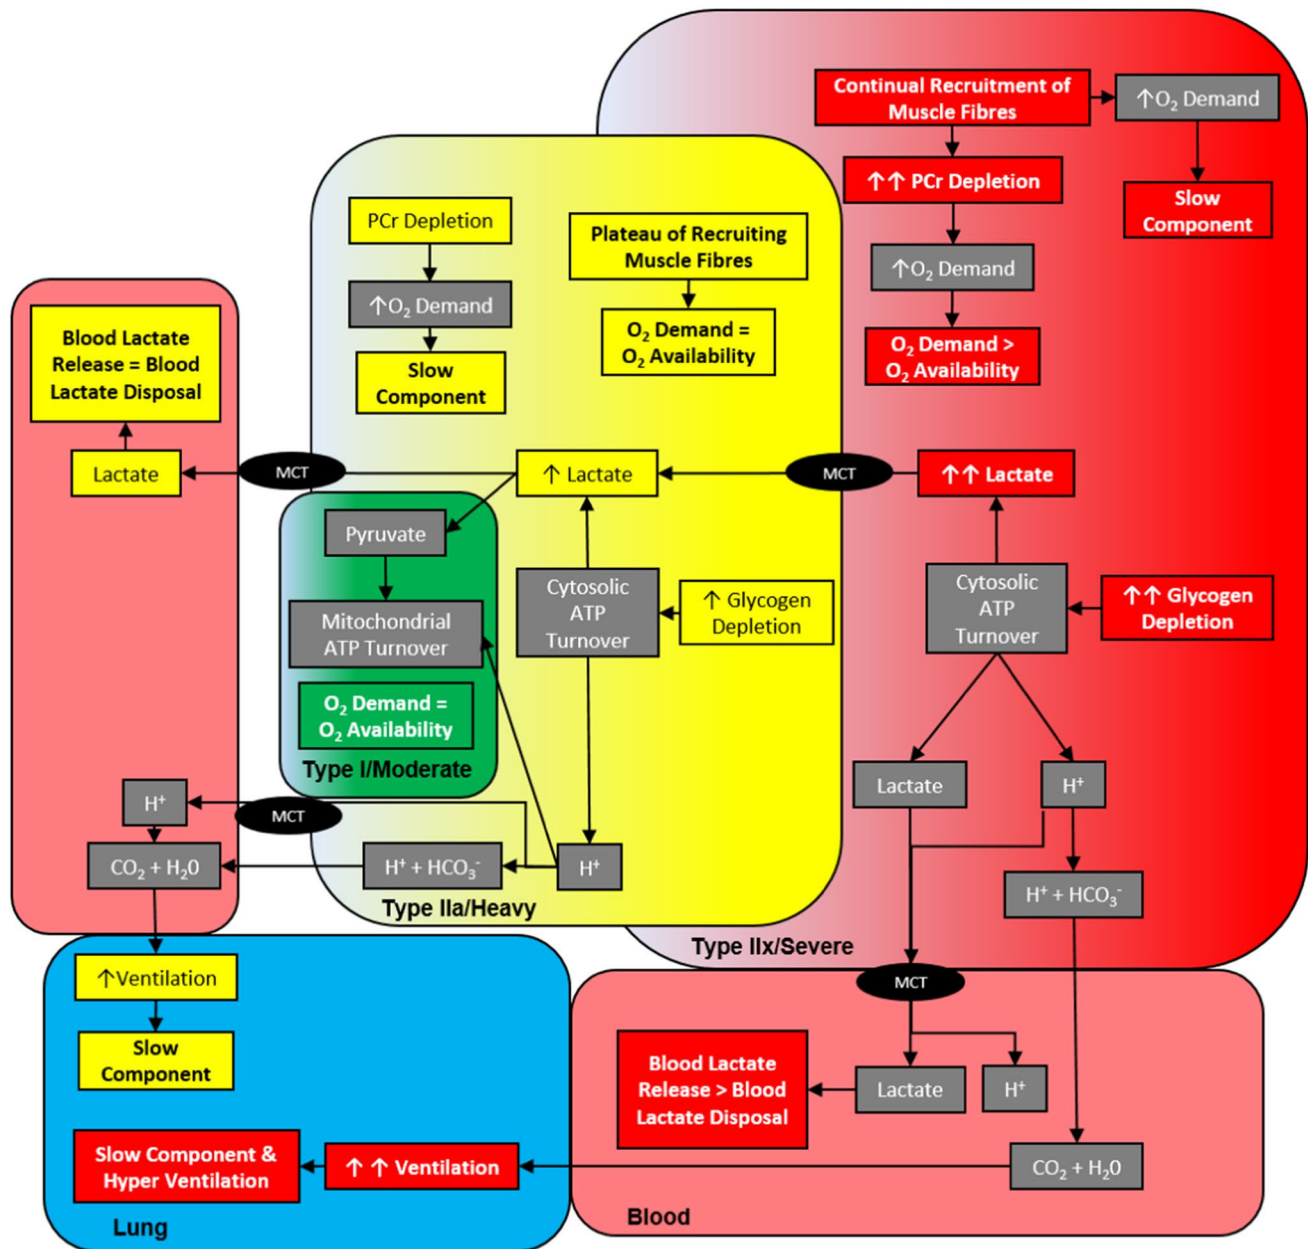 Continual Recruitment of
Muscle Fibres
↑O₂ Demand
↑↑ PCr Depletion
Slow
Component
↑O₂ Demand
O₂ Demand >
O₂ Availability
PCr Depletion
↑O₂ Demand
Slow
Component
Plateau of Recruiting
Muscle Fibres
O₂ Demand =
O₂ Availability
Blood Lactate
Release = Blood
Lactate Disposal
Lactate
MCT
↑ Lactate
MCT
↑↑ Lactate
Pyruvate
Mitochondrial
ATP Turnover
Cytosolic
ATP
Turnover
↑ Glycogen
Depletion
Cytosolic
ATP
Turnover
↑↑ Glycogen
Depletion
O₂ Demand =
O₂ Availability
Type I/Moderate
H⁺
MCT
CO₂ + H₂0
H⁺ + HCO₃⁻
H⁺
Type IIa/Heavy
Lactate
H⁺
H⁺ + HCO₃⁻
Type IIx/Severe
MCT
↑Ventilation
Slow
Component
Blood Lactate
Release > Blood
Lactate Disposal
Lactate
H⁺
Slow Component &
Hyper Ventilation
↑ ↑ Ventilation
CO₂ + H₂0
Lung
Blood